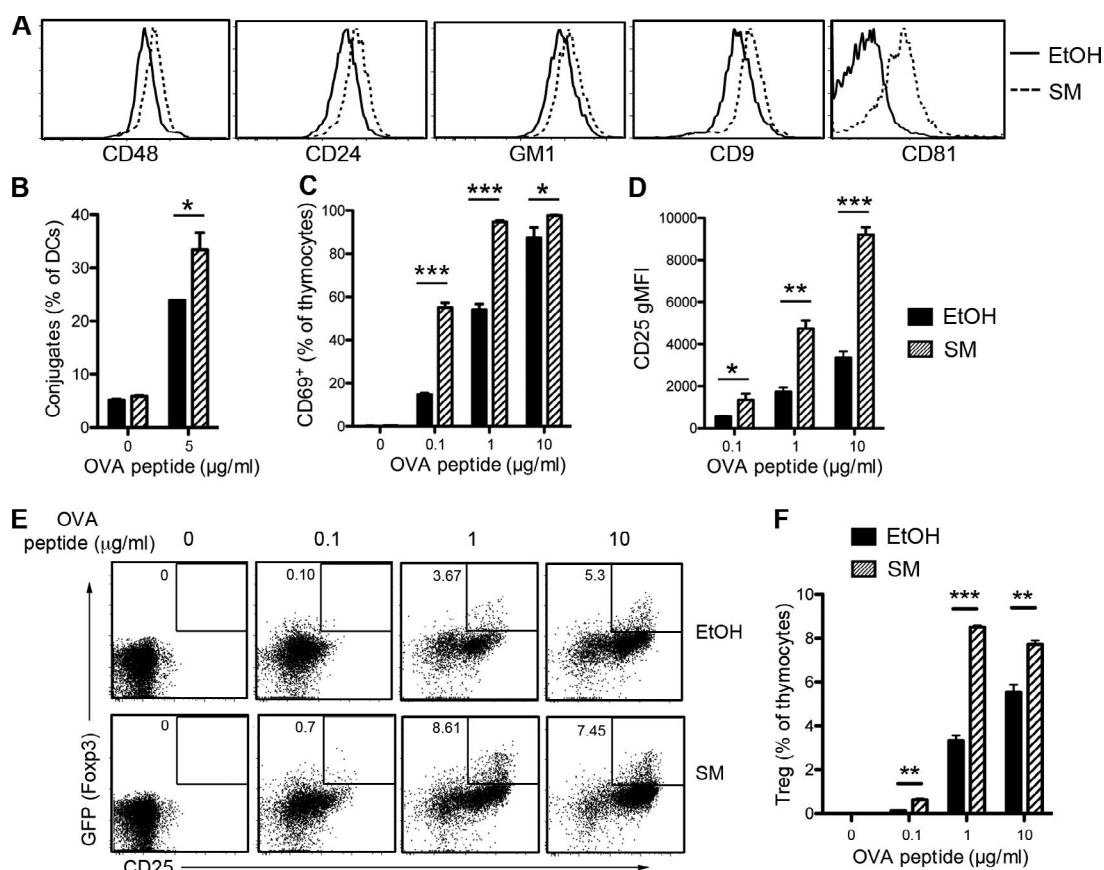 A
CD48
CD24
GM1
CD9
CD81
EtOH
SM
B
Conjugates (% of DCs)
40
30
20
10
0
*
0
5
OVA peptide (µg/ml)
C
CD69+ (% of thymocytes)
100
80
60
40
20
0
***
***
*
0
0.1
1
10
OVA peptide (µg/ml)
D
CD25 gMFI
10000
8000
6000
4000
2000
0
*
**
***
0.1
1
10
OVA peptide (µg/ml)
EtOH
SM
E
OVA
peptide (µg/ml)
0
0.1
1
10
0
0.10
3.67
5.3
EtOH
0
0.7
8.61
7.45
SM
GFP (Foxp3)
CD25
F
EtOH
SM
Treg (% of thymocytes)
10
8
6
4
2
0
**
***
**
0
0.1
1
10
OVA peptide (µg/ml)